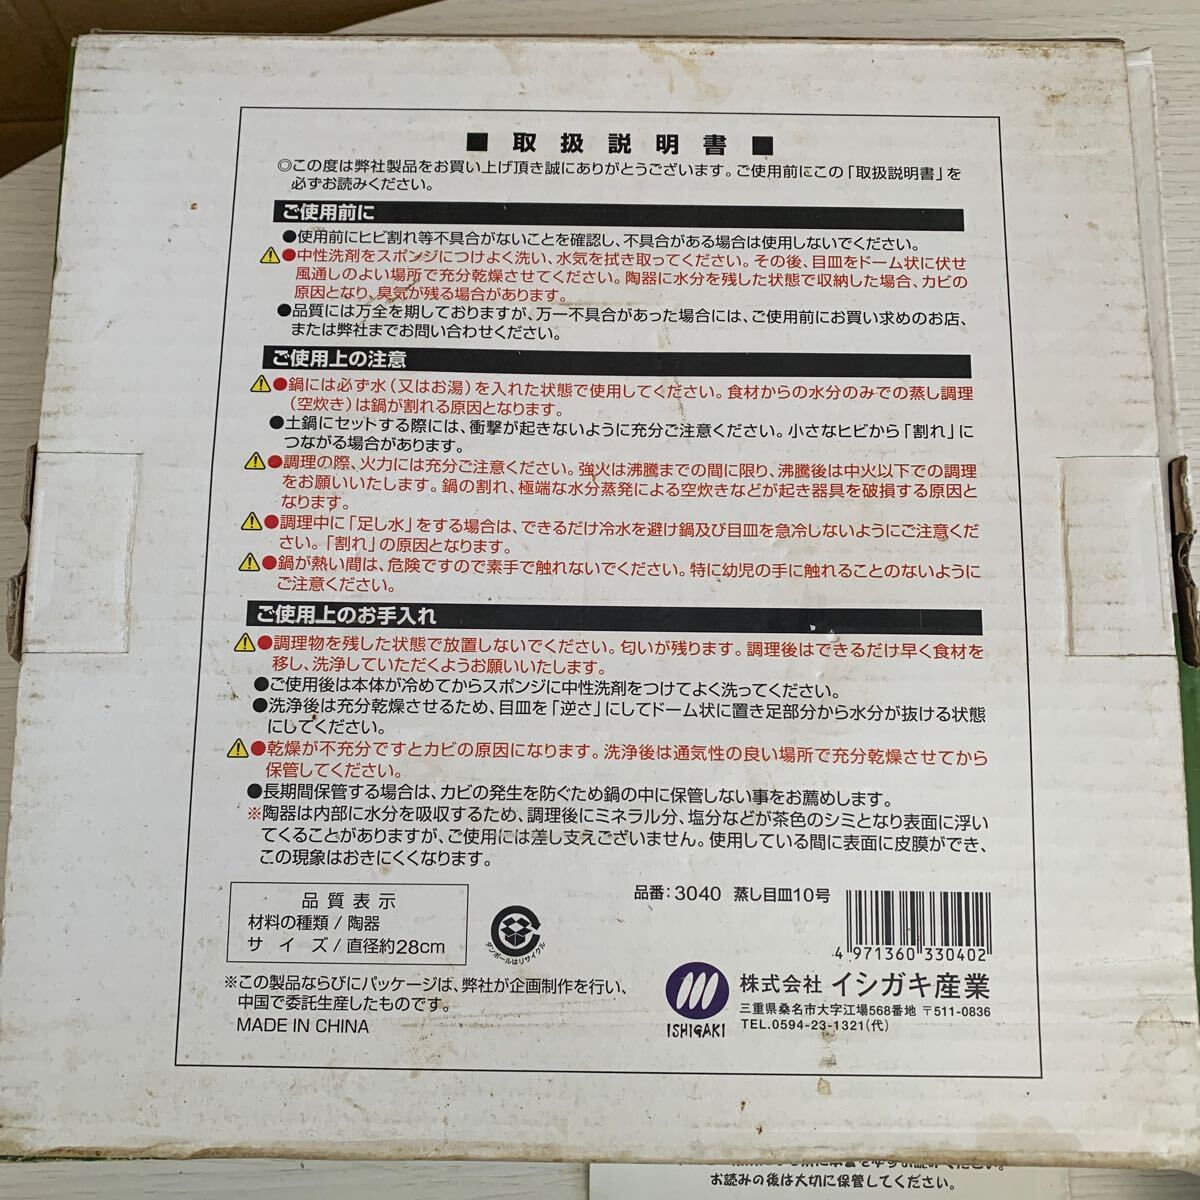 ■ 取扱説明書 ■
◎この度は弊社製品をお買い上げ頂き誠にありがとうございます。ご使用前にこの「取扱説明書」を
必ずお読みください。
ご使用前に
●使用前にヒビ割れ等不具合がないことを確認し、不具合がある場合は使用しないでください。
●中性洗剤をスポンジにつけよく洗い、水気を拭き取ってください。その後、目皿をドーム状に伏せ
風通しのよい場所で充分乾燥させてください。陶器に水分を残した状態で収納した場合、カビの
原因となり、臭気が残る場合があります。
●品質には万全を期しておりますが、万一不具合があった場合には、ご使用前にお買い求めのお店、
または弊社までお問い合わせください。
ご使用上の注意
●鍋には必ず水（又はお湯）を入れた状態で使用してください。食材からの水分のみでの蒸し調理
（空炊き）は鍋が割れる原因となります。
●土鍋にセットする際には、衝撃が起きないように充分ご注意ください。小さなヒビから「割れ」に
つながる場合があります。
●調理の際、火力には充分ご注意ください。強火は沸騰までの間に限り、沸騰後は中火以下での調理
をお願いいたします。鍋の割れ、極端な水分蒸発による空炊きなどが起き器具を破損する原因と
なります。
●調理中に「足し水」をする場合は、できるだけ冷水を避け鍋及び目皿を急冷しないようにご注意くだ
さい。「割れ」の原因となります。
●鍋が熱い間は、危険ですので素手で触れないでください。特に幼児の手に触れることのないように
ご注意ください。
ご使用上のお手入れ
●調理物を残した状態で放置しないでください。匂いが残ります。調理後はできるだけ早く食材を
移し、洗浄していただくようお願いいたします。
●ご使用後は本体が冷めてからスポンジに中性洗剤をつけてよく洗ってください。
●洗浄後は充分乾燥させるため、目皿を「逆さ」にしてドーム状に置き足部分から水分が抜ける状態
にしてください。
●乾燥が不充分ですとカビの原因になります。洗浄後は通気性の良い場所で充分乾燥させてから
保管してください。
●長期間保管する場合は、カビの発生を防ぐため鍋の中に保管しない事をお薦めします。
※陶器は内部に水分を吸収するため、調理後にミネラル分、塩分などが茶色のシミとなり表面に浮い
てくることがありますが、ご使用には差し支えございません。使用している間に表面に皮膜ができ、
この現象はおきにくくなります。
品質表示
材料の種類 / 陶器
サイズ / 直径約28cm
ダンボールはリサイクル
品番：3040 蒸し目皿10号
4 971360 330402
※この製品ならびにパッケージは、弊社が企画制作を行い、
中国で委託生産したものです。
MADE IN CHINA
ISHIGAKI
株式会社 イシガキ産業
三重県桑名市大字江場568番地 〒511-0836
TEL.0594-23-1321(代)
お読みの後は大切に保管してください。